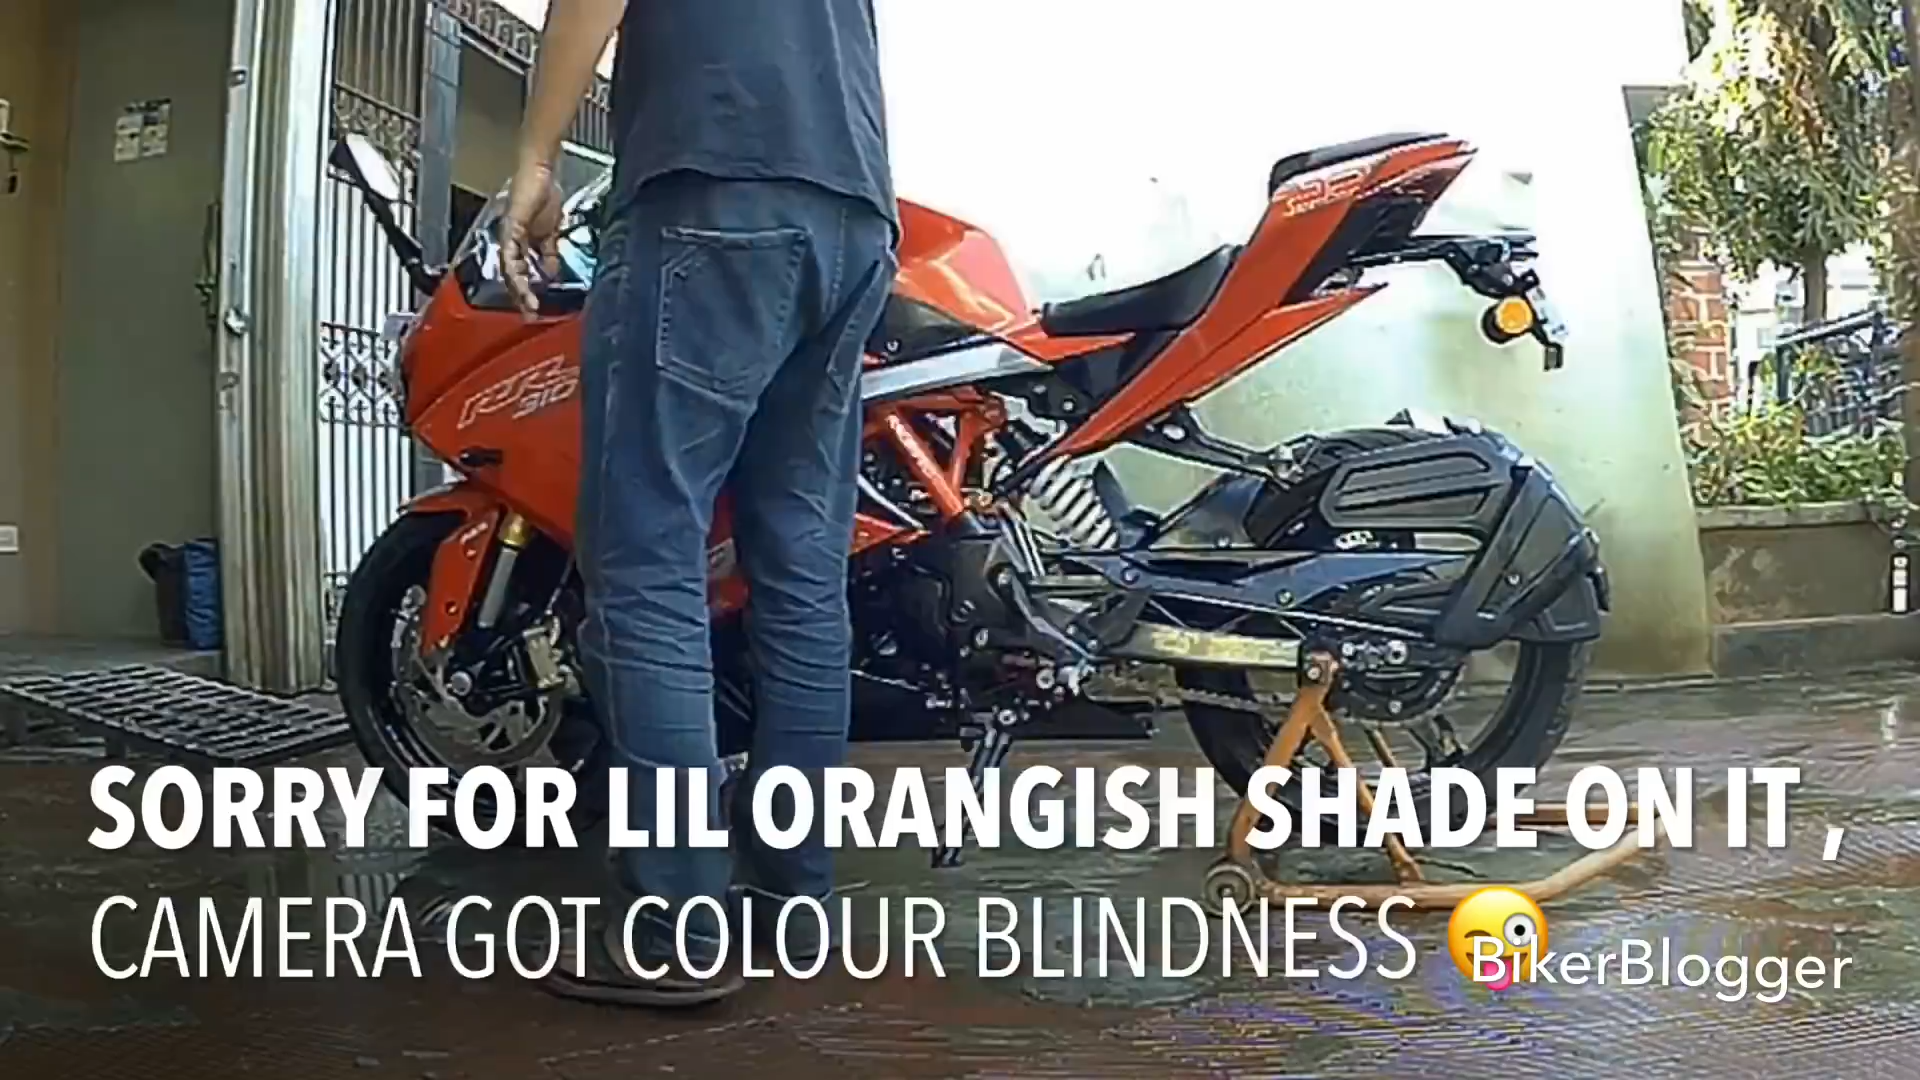 RR
310
SORRY FOR LIL ORANGISH SHADE ON IT ,
CAMERA GOT COLOUR BLINDNESS 😜
BikerBlogger